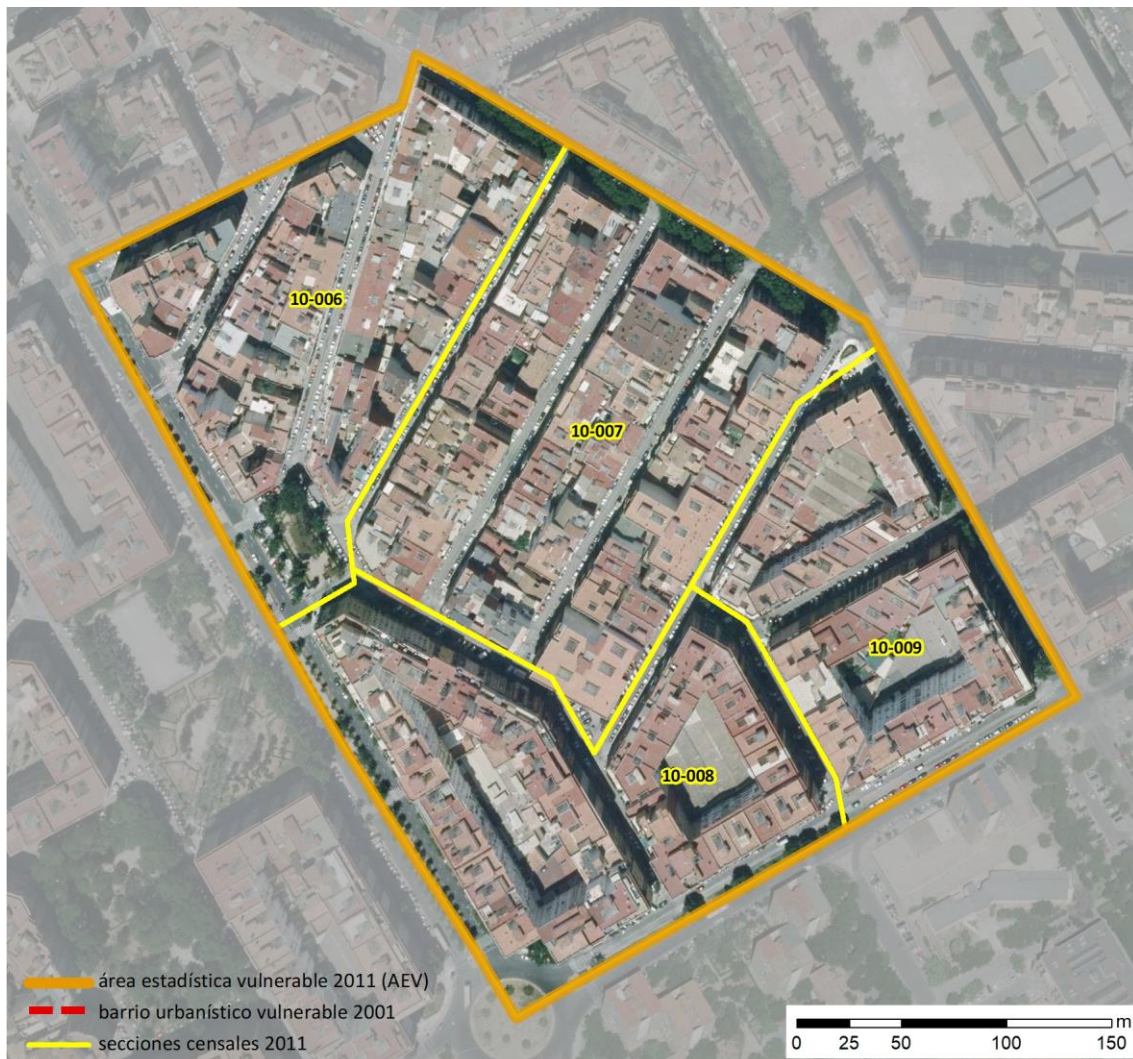 10-006
10-007
10-009
10-008
área estadística vulnerable 2011 (AEV)
barrio urbanístico vulnerable 2001
secciones censales 2011
m
0 25 50 100 150